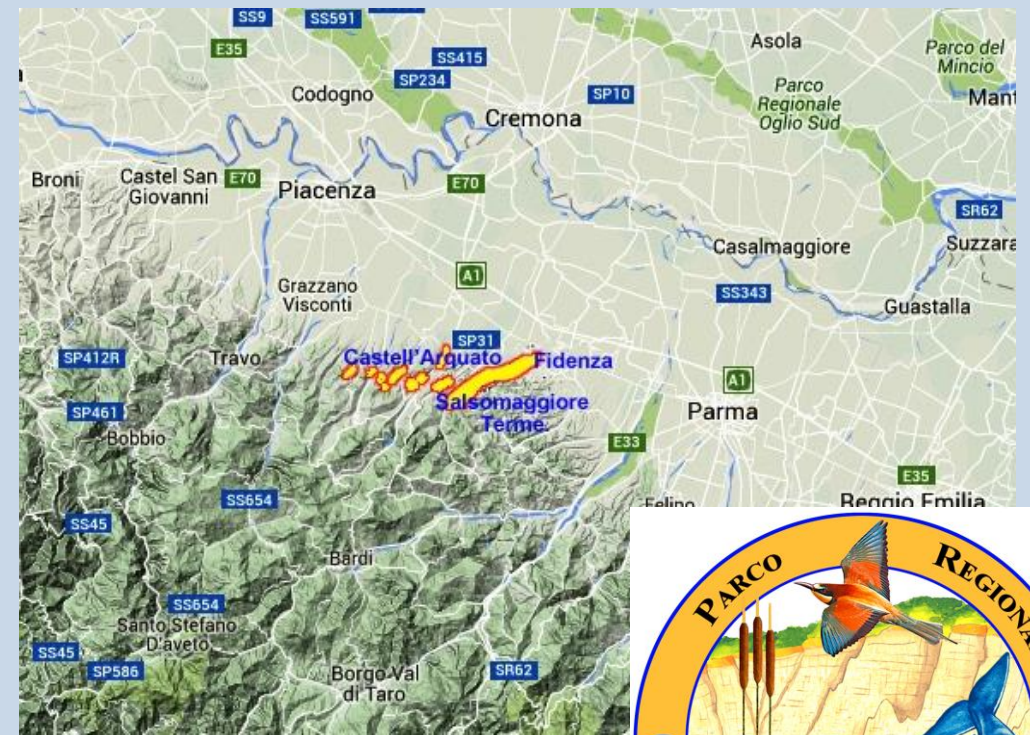 SS9
SS591
E35
SS415
SP234
Codogno
Cremona
SP10
Asola
Parco del
Mincio
Parco
Regionale
Oglio Sud
Broni
Castel San
Giovanni
E70
Piacenza
E70
SR62
Casalmaggiore
Suzzara
A1
SS343
Guastalla
Grazzano
Visconti
SP31
SP412R
Travo
Castell'Arquato
Fidenza
Salsomaggiore
Terme
A1
Parma
SP461
Bobbio
E33
E35
SS654
Felino
Reggio Emilia
SS45
Bardi
SS654
Santo Stefano
D'aveto
SS45
SP586
Borgo Val
di Taro
SR62
PARCO